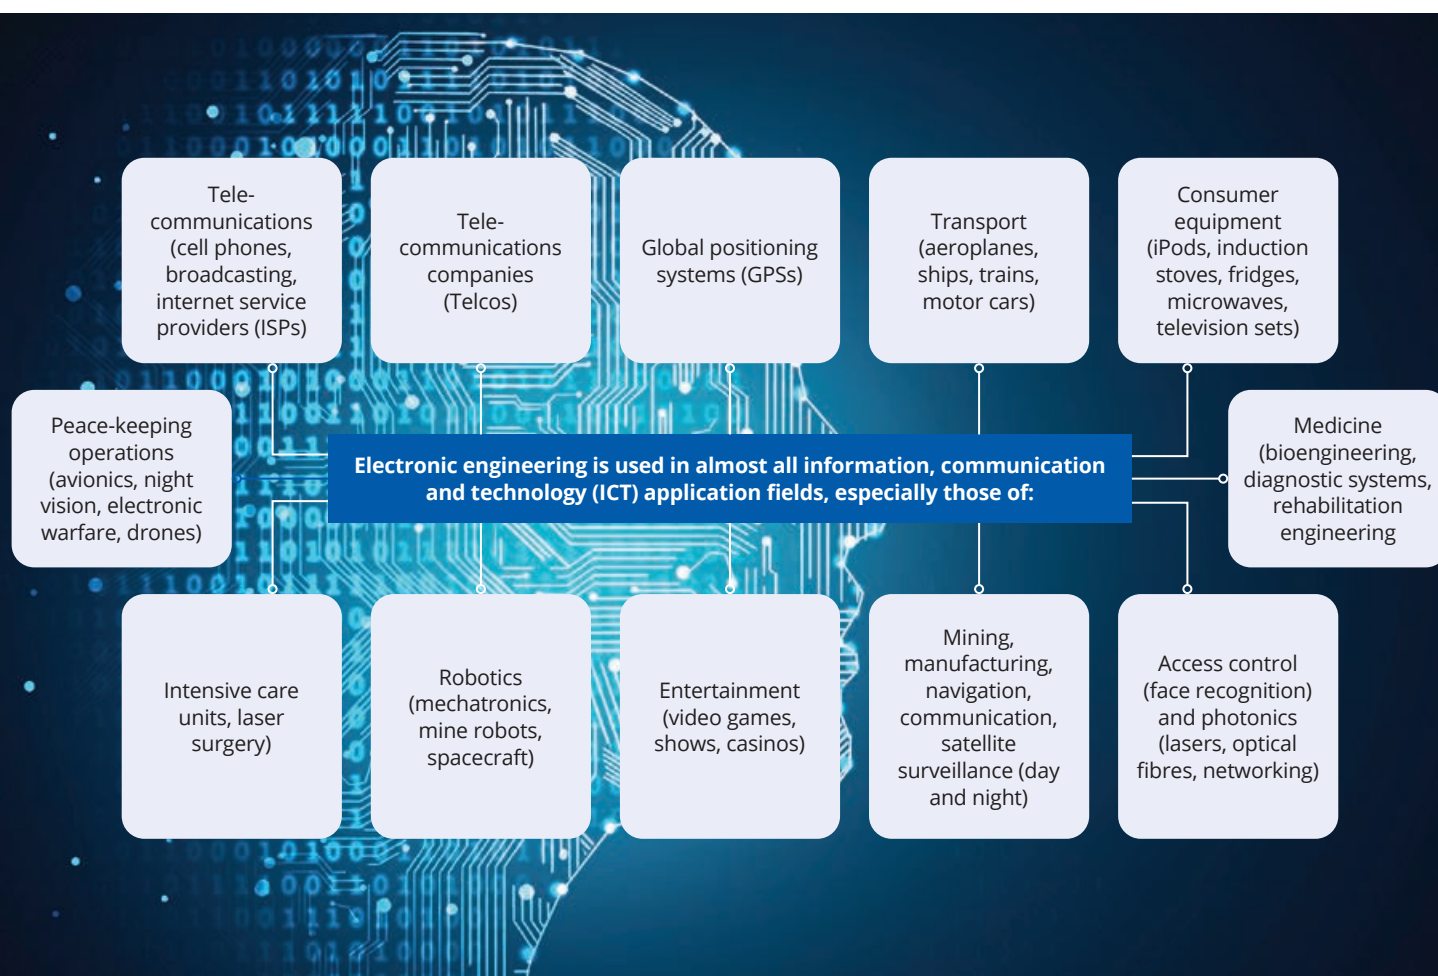 Tele-
communications
(cell phones,
broadcasting,
internet service
providers (ISPs)
Tele-
communications
companies
(Telcos)
Global positioning
systems (GPSs)
Transport
(aeroplanes,
ships, trains,
motor cars)
Consumer
equipment
(iPods, induction
stoves, fridges,
microwaves,
television sets)
Peace-keeping
operations
(avionics, night
vision, electronic
warfare, drones)
Electronic engineering is used in almost all information, communication
and technology (ICT) application fields, especially those of:
Medicine
(bioengineering,
diagnostic systems,
rehabilitation
engineering
Intensive care
units, laser
surgery)
Robotics
(mechatronics,
mine robots,
spacecraft)
Entertainment
(video games,
shows, casinos)
Mining,
manufacturing,
navigation,
communication,
satellite
surveillance (day
and night)
Access control
(face recognition)
and photonics
(lasers, optical
fibres, networking)